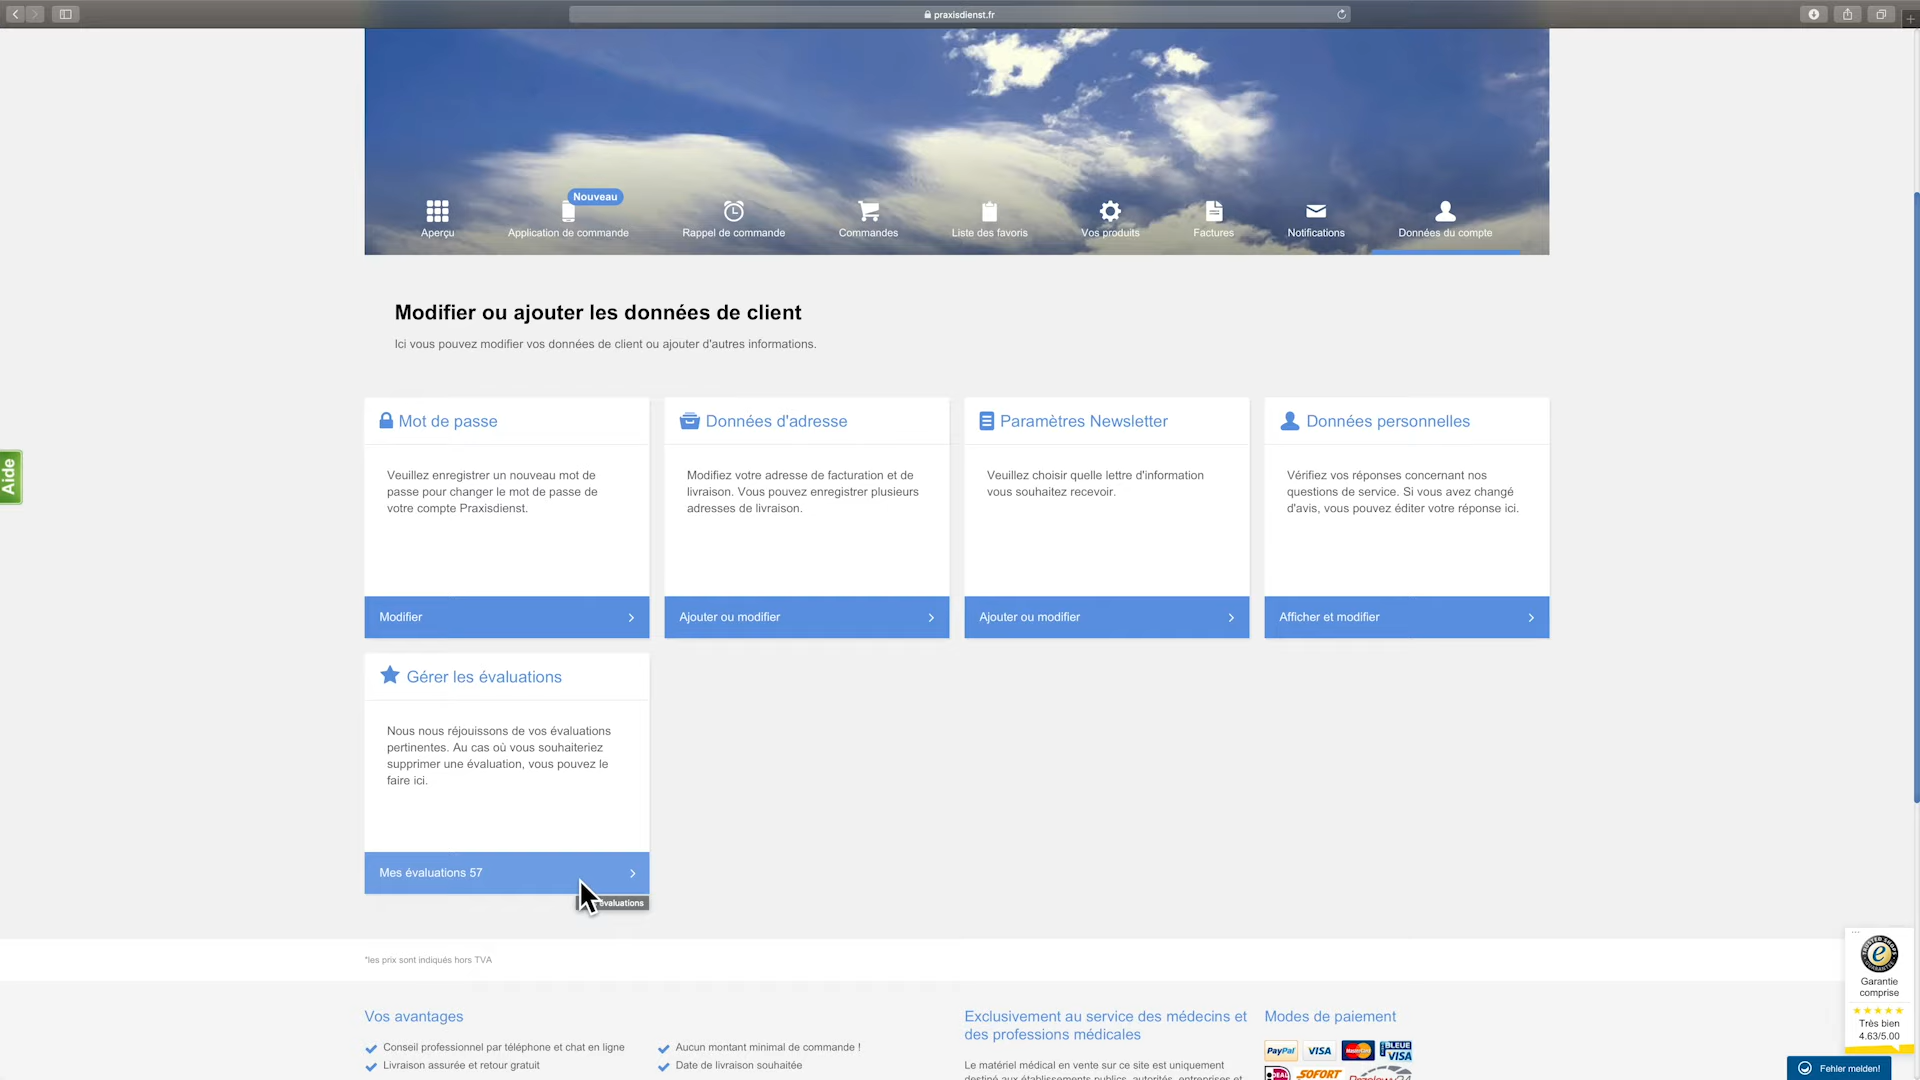 praxisdienst.fr
Nouveau
Aperçu
Application de commande
Rappel de commande
Commandes
Liste des favoris
Vos produits
Factures
Notifications
Données du compte
Modifier ou ajouter les données de client
Ici vous pouvez modifier vos données de client ou ajouter d'autres informations.
Aide
Mot de passe
Veuillez enregistrer un nouveau mot de
passe pour changer le mot de passe de
votre compte Praxisdienst.
Modifier
Données d'adresse
Modifiez votre adresse de facturation et de
livraison. Vous pouvez enregistrer plusieurs
adresses de livraison.
Ajouter ou modifier
Paramètres Newsletter
Veuillez choisir quelle lettre d'information
vous souhaitez recevoir.
Ajouter ou modifier
Données personnelles
Vérifiez vos réponses concernant nos
questions de service. Si vous avez changé
d'avis, vous pouvez éditer votre réponse ici.
Afficher et modifier
Gérer les évaluations
Nous nous réjouissons de vos évaluations
pertinentes. Au cas où vous souhaiteriez
supprimer une évaluation, vous pouvez le
faire ici.
Mes évaluations 57
évaluations
*les prix sont indiqués hors TVA
Garantie
comprise
Très bien
4.63/5.00
Vos avantages
Conseil professionnel par téléphone et chat en ligne
Livraison assurée et retour gratuit
Aucun montant minimal de commande !
Date de livraison souhaitée
Exclusivement au service des médecins et
des professions médicales
Le matériel médical en vente sur ce site est uniquement
destiné aux établissements publics, autorités, entreprises et
Modes de paiement
PayPal
VISA
MasterCard
BLEUE
VISA
SOFORT
Fehler melden!